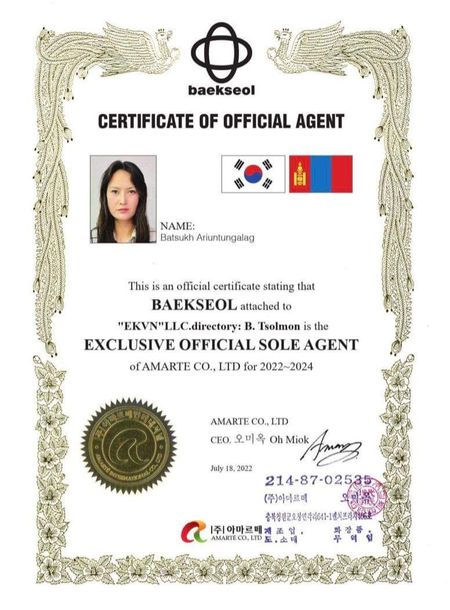 baekseol
CERTIFICATE OF OFFICIAL AGENT
NAME:
Batsukh Ariuntungalag
This is an official certificate stating that
BAEKSEOL attached to
"EKVN"LLC.directory: B. Tsolmon is the
EXCLUSIVE OFFICIAL SOLE AGENT
of AMARTE CO., LTD for 2022~2024
AMARTE CO., LTD
CEO. 오미옥 Oh Miok
July 18, 2022
214-87-02535
(주)아마르떼 오미옥
제조업, 화장품,
도.소매 무역업
(주)아마르떼
AMARTE CO., LTD